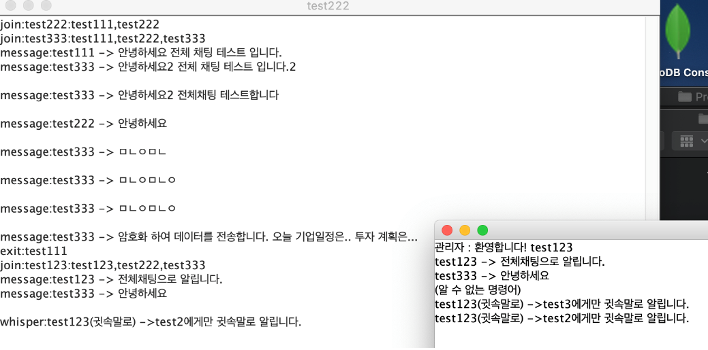 test222
join:test222:test111,test222
join:test333:test111,test222,test333
message:test111 -> 안녕하세요 전체 채팅 테스트 입니다.
message:test333 -> 안녕하세요2 전체 채팅 테스트 입니다.2
message:test333 -> 안녕하세요2 전체채팅 테스트합니다
message:test222 -> 안녕하세요
message:test333 -> ㅁㄴㅇㅁㄴ
message:test333 -> ㅁㄴㅇㅁㄴㅇ
message:test333 -> ㅁㄴㅇㅁㄴㅇ
message:test333 -> 암호화 하여 데이터를 전송합니다. 오늘 기업일정은.. 투자 계획은...
exit:test111
join:test123:test123,test222,test333
message:test123 -> 전체채팅으로 알립니다.
message:test333 -> 안녕하세요
whisper:test123(귓속말로) ->test2에게만 귓속말로 알립니다.
oDB Cons
Pr
관리자 : 환영합니다! test123
test123 -> 전체채팅으로 알립니다.
test333 -> 안녕하세요
(알 수 없는 명령어)
test123(귓속말로) ->test3에게만 귓속말로 알립니다.
test123(귓속말로) ->test2에게만 귓속말로 알립니다.